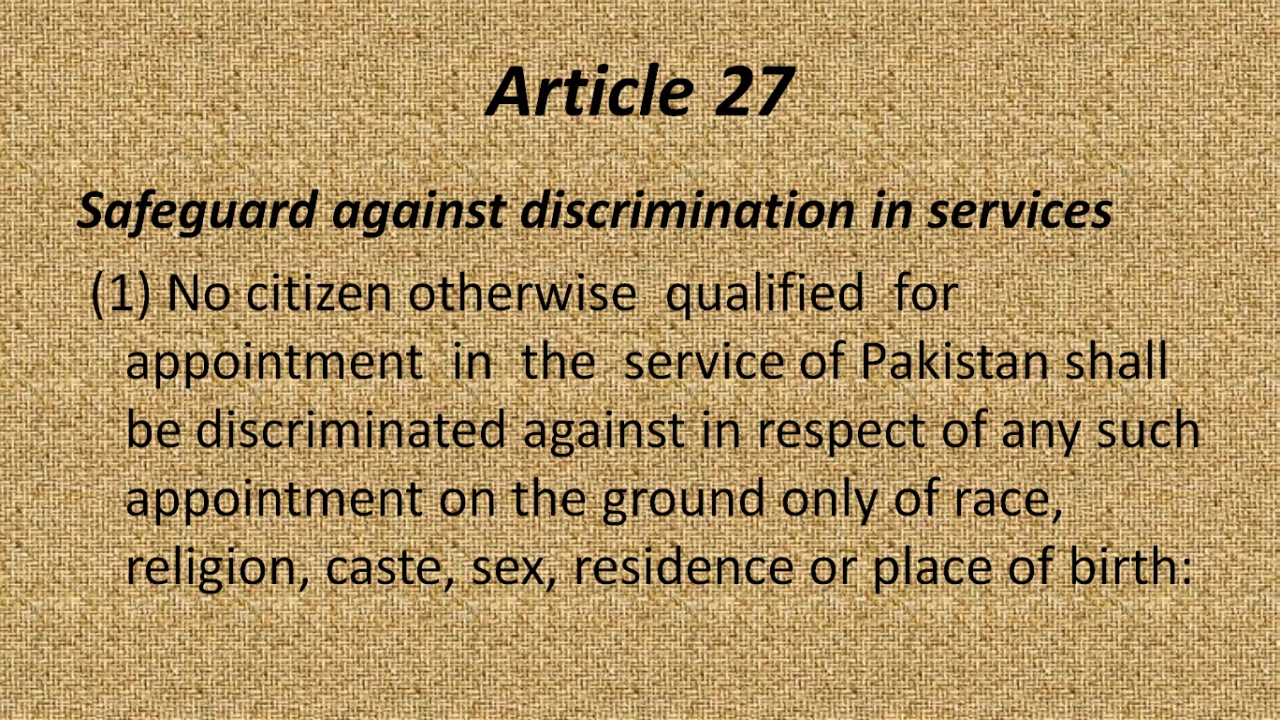 Article 27
Safeguard against discrimination in services
(1) No citizen otherwise qualified for
appointment in the service of Pakistan shall
be discriminated against in respect of any such
appointment on the ground only of race,
religion, caste, sex, residence or place of birth: